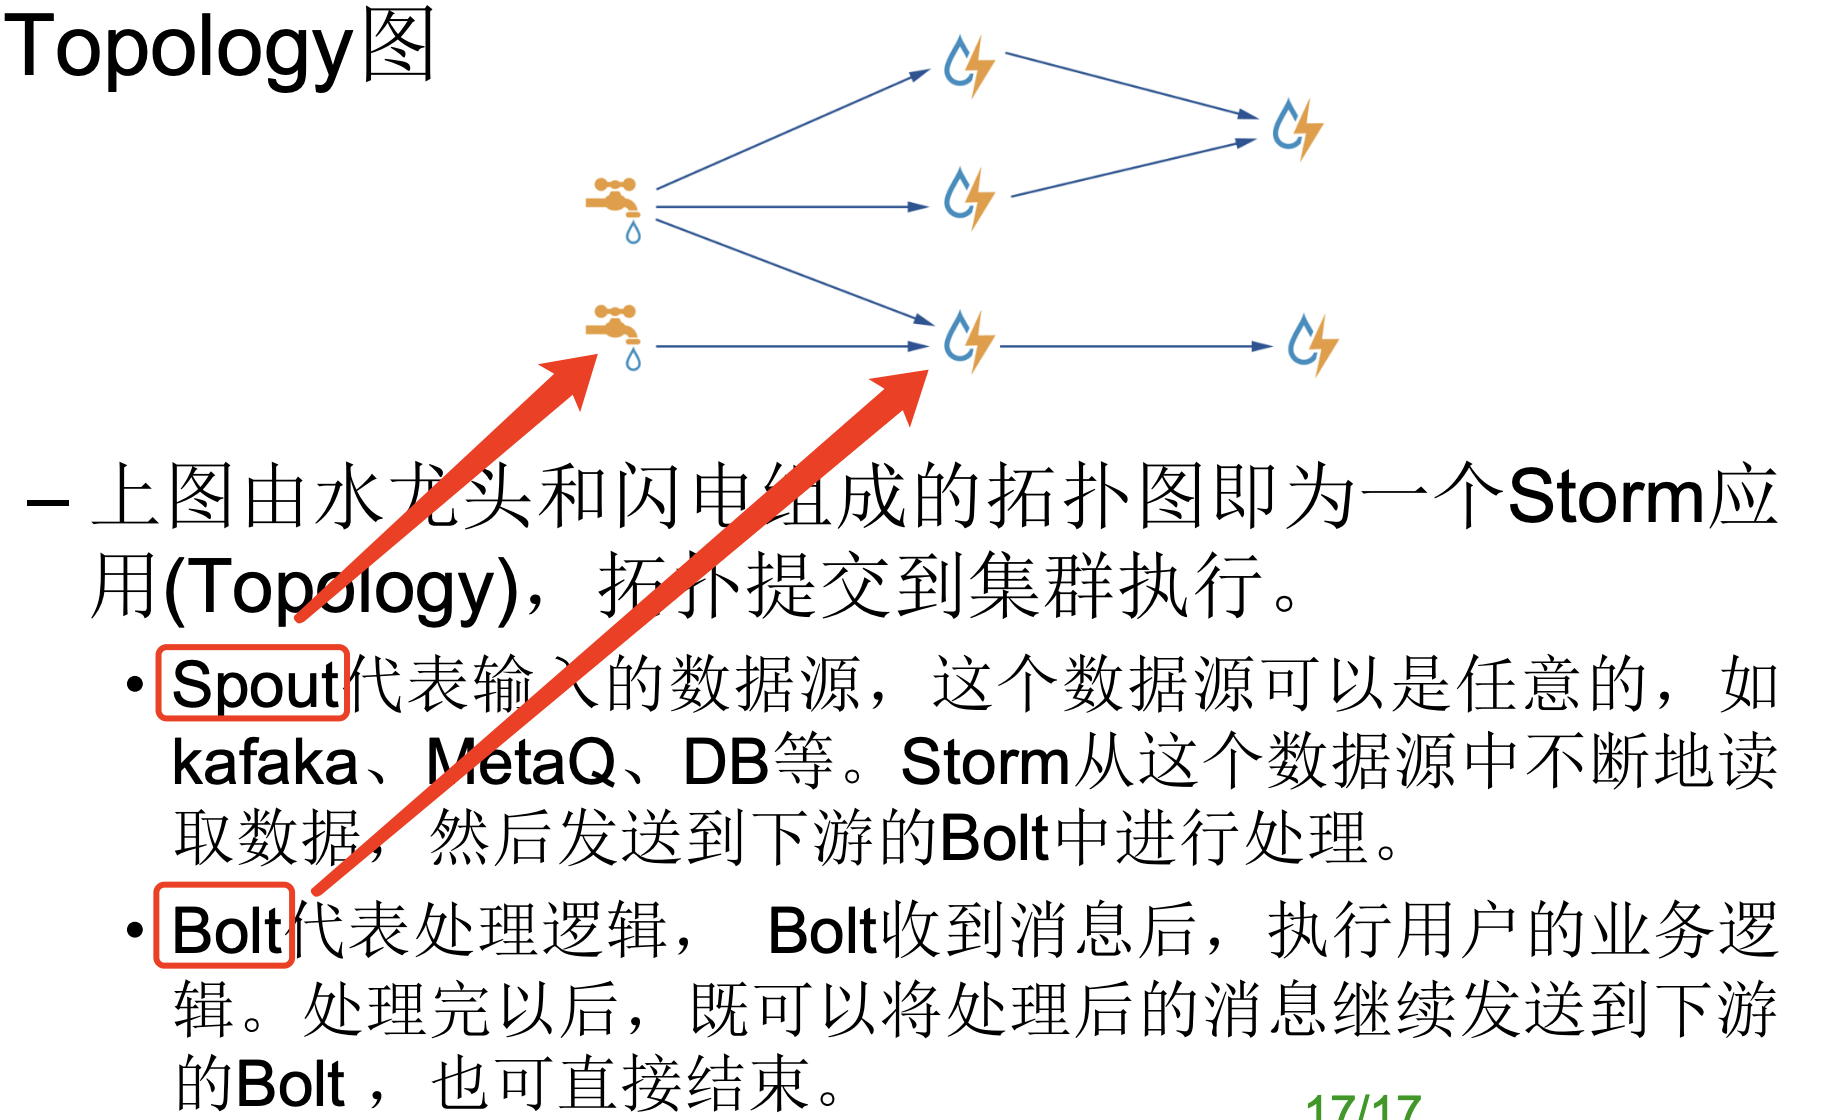 Topology图
– 上图由水龙头和闪电组成的拓扑图即为一个Storm应
用(Topology)，拓扑提交到集群执行。
• Spout代表输入的数据源，这个数据源可以是任意的，如
kafaka、MetaQ、DB等。Storm从这个数据源中不断地读
取数据，然后发送到下游的Bolt中进行处理。
• Bolt代表处理逻辑， Bolt收到消息后，执行用户的业务逻
辑。处理完以后，既可以将处理后的消息继续发送到下游
的Bolt ，也可直接结束。
17/17